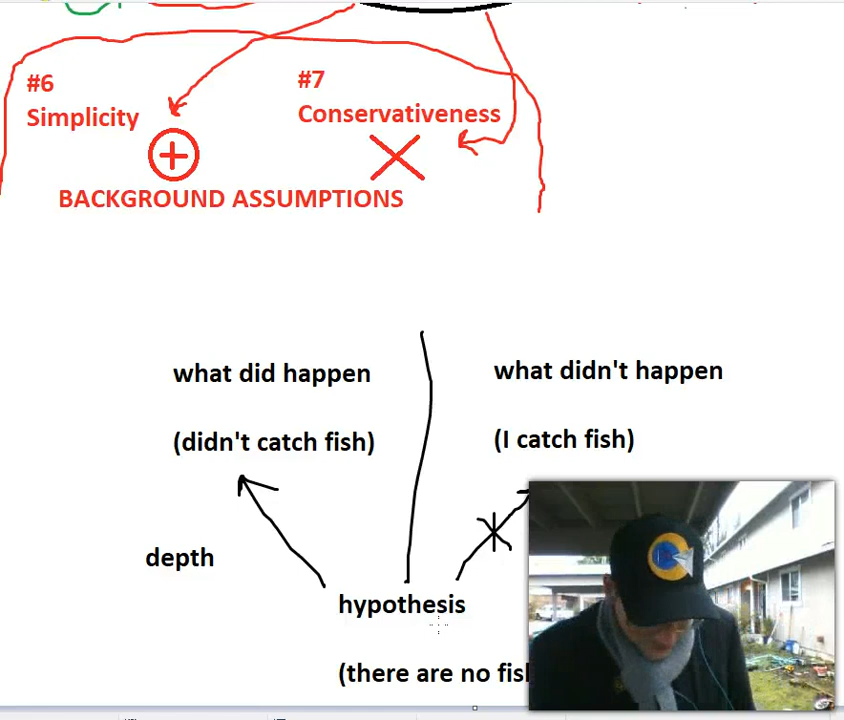 #6
Simplicity
#7
Conservativeness
BACKGROUND ASSUMPTIONS
what did happen
what didn't happen
(didn't catch fish)
(I catch fish)
depth
hypothesis
(there are no